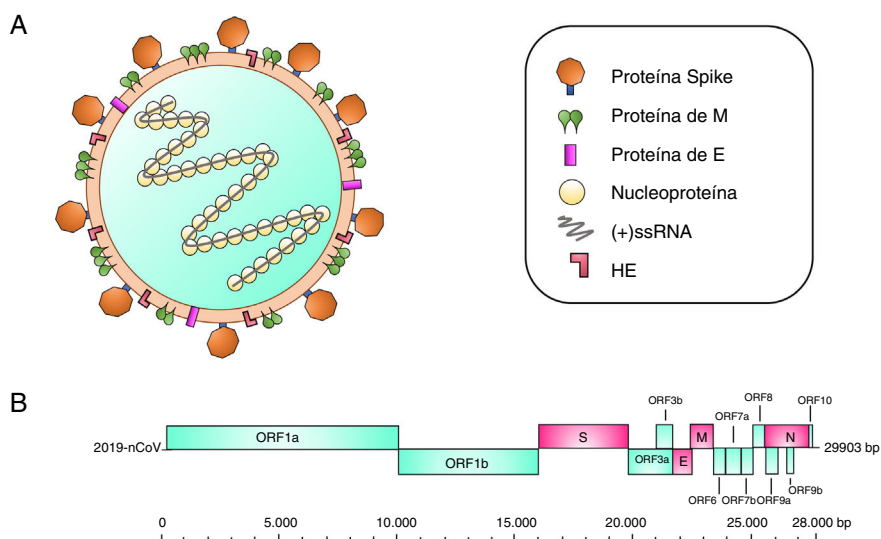 A
Proteína Spike
Proteína de M
Proteína de E
Nucleoproteína
(+)ssRNA
HE
B
ORF3b
ORF7a
ORF8
ORF10
2019-nCoV
ORF1a
S
M
N
29903 bp
ORF1b
ORF3a
E
ORF6
ORF7b
ORF9a
ORF9b
0 5.000 10.000 15.000 20.000 25.000 28.000 bp